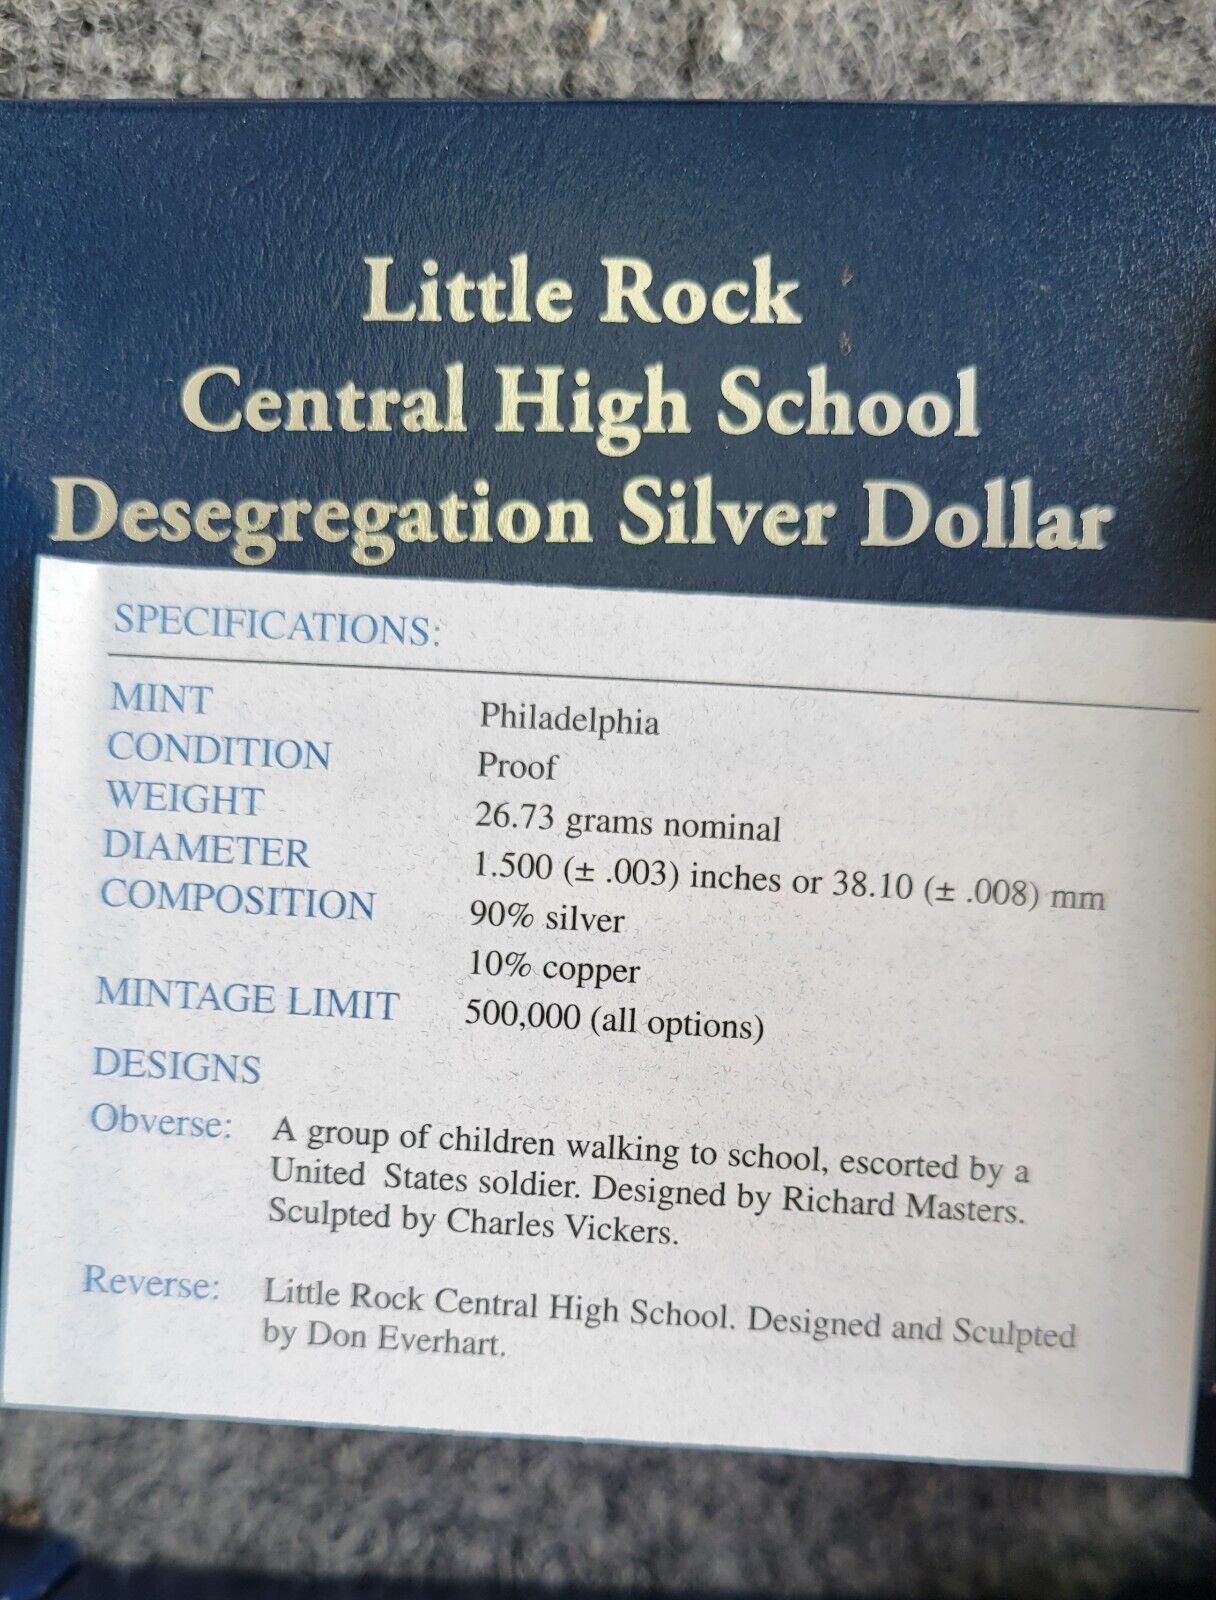 Little Rock
Central High School
Desegregation Silver Dollar
SPECIFICATIONS:
MINT Philadelphia
CONDITION Proof
WEIGHT 26.73 grams nominal
DIAMETER 1.500 (± .003) inches or 38.10 (± .008) mm
COMPOSITION 90% silver
10% copper
MINTAGE LIMIT 500,000 (all options)
DESIGNS
Obverse: A group of children walking to school, escorted by a
United States soldier. Designed by Richard Masters.
Sculpted by Charles Vickers.
Reverse: Little Rock Central High School. Designed and Sculpted
by Don Everhart.